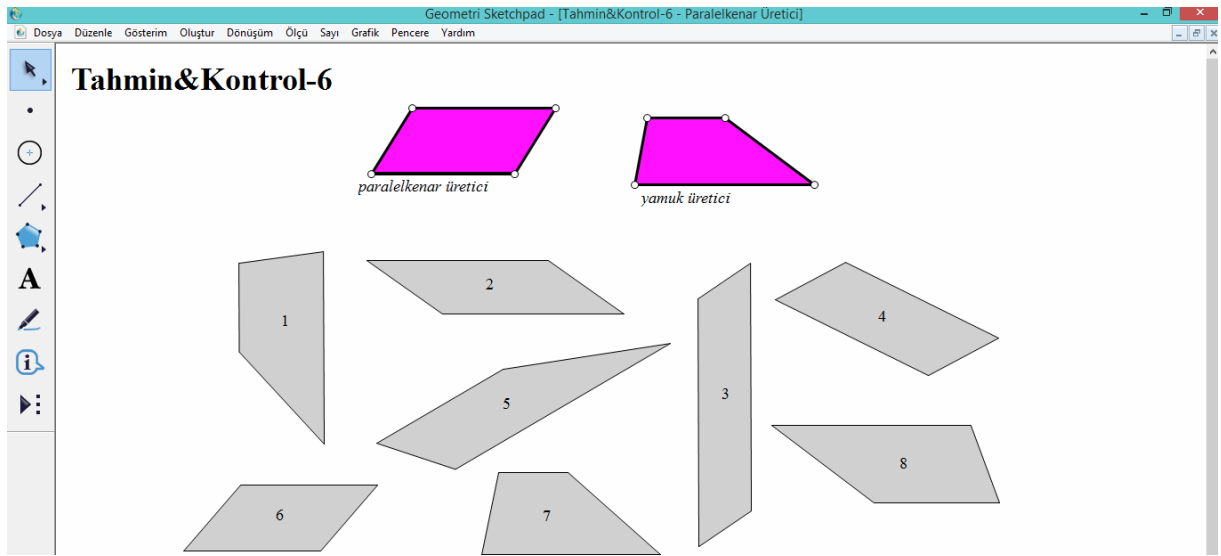 Geometri Sketchpad - [Tahmin&Kontrol-6 - Paralelkenar Üretici]
Dosya Düzenle Gösterim Oluştur Dönüşüm Ölçü Sayı Grafik Pencere Yardım
Tahmin&Kontrol-6
paralelkenar üretici
yamuk üretici
A
1
2
3
4
5
6
7
8